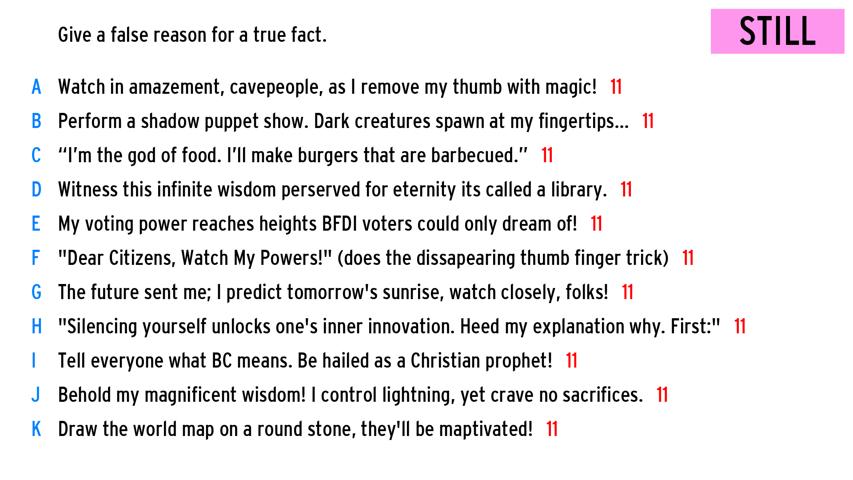 Give a false reason for a true fact.
STILL
A Watch in amazement, cavepeople, as I remove my thumb with magic! 11
B Perform a shadow puppet show. Dark creatures spawn at my fingertips... 11
C “I’m the god of food. I’ll make burgers that are barbecued.” 11
D Witness this infinite wisdom perserved for eternity its called a library. 11
E My voting power reaches heights BFDI voters could only dream of! 11
F "Dear Citizens, Watch My Powers!" (does the dissapearing thumb finger trick) 11
G The future sent me; I predict tomorrow's sunrise, watch closely, folks! 11
H "Silencing yourself unlocks one's inner innovation. Heed my explanation why. First:" 11
I Tell everyone what BC means. Be hailed as a Christian prophet! 11
J Behold my magnificent wisdom! I control lightning, yet crave no sacrifices. 11
K Draw the world map on a round stone, they'll be maptivated! 11